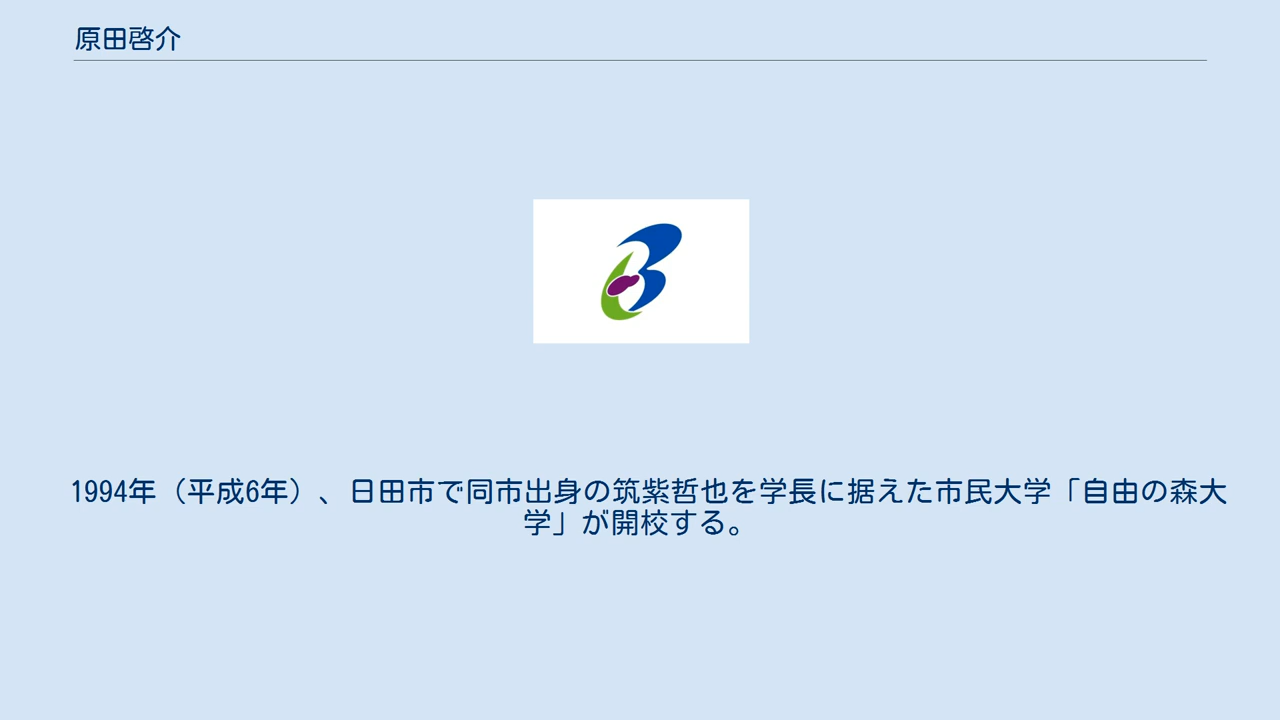 原田啓介
1994年（平成6年）、日田市で同市出身の筑紫哲也を学長に据えた市民大学「自由の森大
学」が開校する。